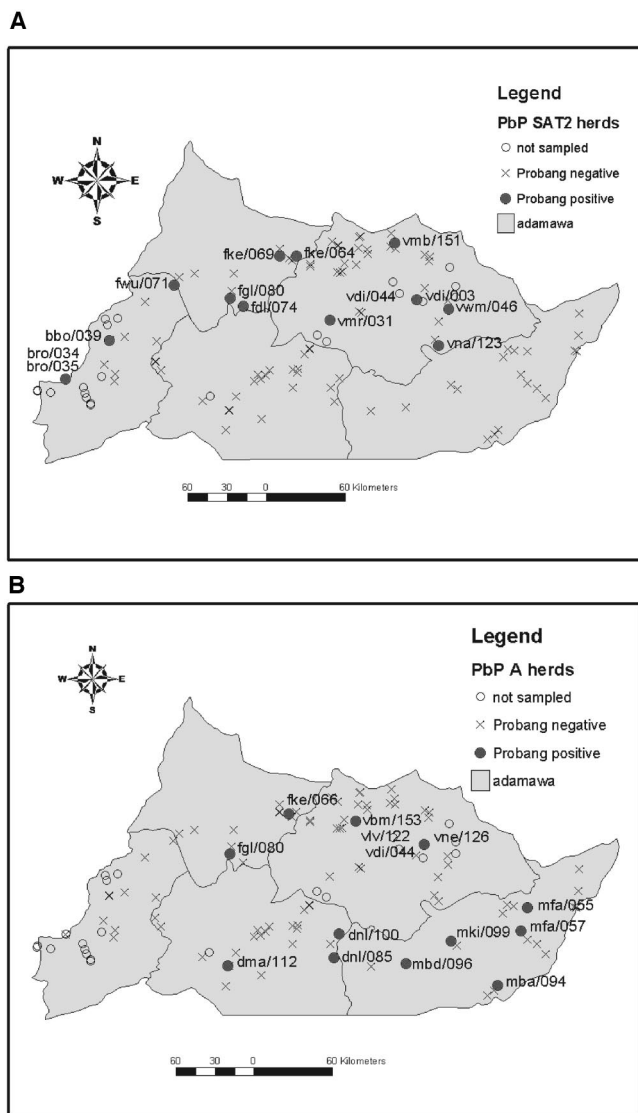 A
Legend
PbP SAT2 herds
not sampled
Probang negative
Probang positive
adamawa
N
W
E
S
vmb/151
fke/069
fke/064
fwu/071
fgl/080
fdl/074
vdi/044
vdi/003
vwm/046
vmr/031
bbo/039
vna/123
bro/034
bro/035
60 30 0 60 Kilometers
B
Legend
PbP A herds
not sampled
Probang negative
Probang positive
adamawa
N
W
E
S
fke/066
vbm/153
vlv/122
vne/126
fgl/080
vdi/044
mfa/055
mfa/057
dnl/100
mki/099
dnl/085
dma/112
mbd/096
mba/094
60 30 0 60 Kilometers